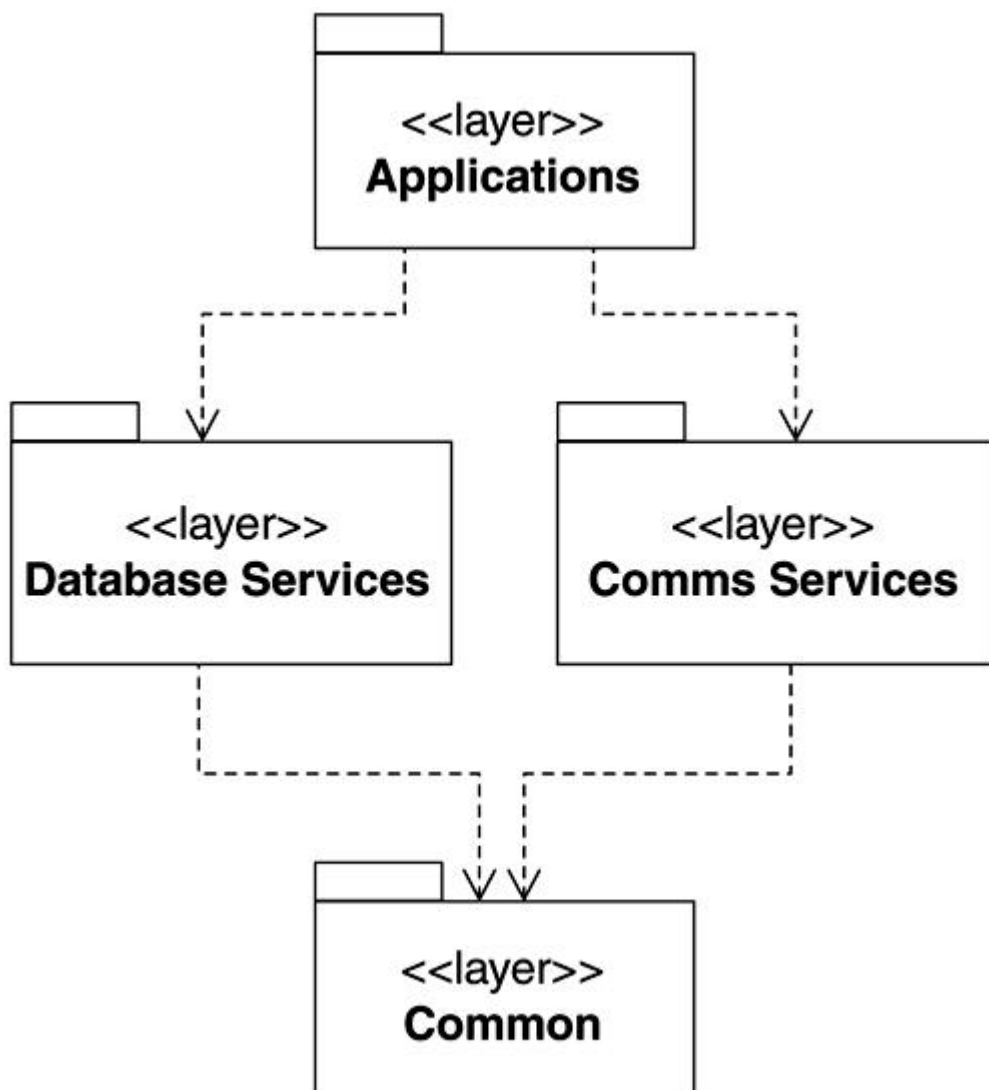 <<layer>>
Applications
<<layer>>
Database Services
<<layer>>
Comms Services
<<layer>>
Common